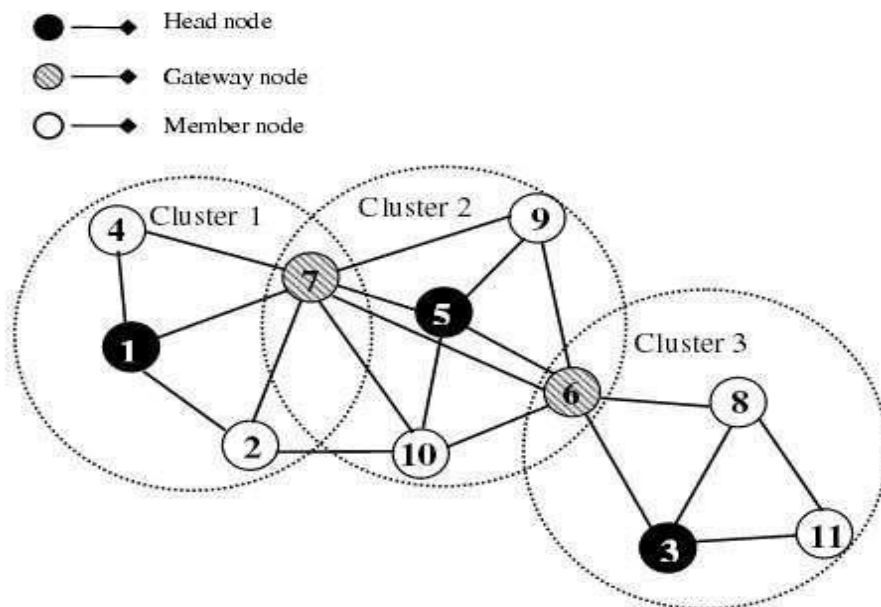 Head node
Gateway node
Member node
Cluster 1
Cluster 2
9
4
7
5
1
Cluster 3
6
8
2
10
11
3